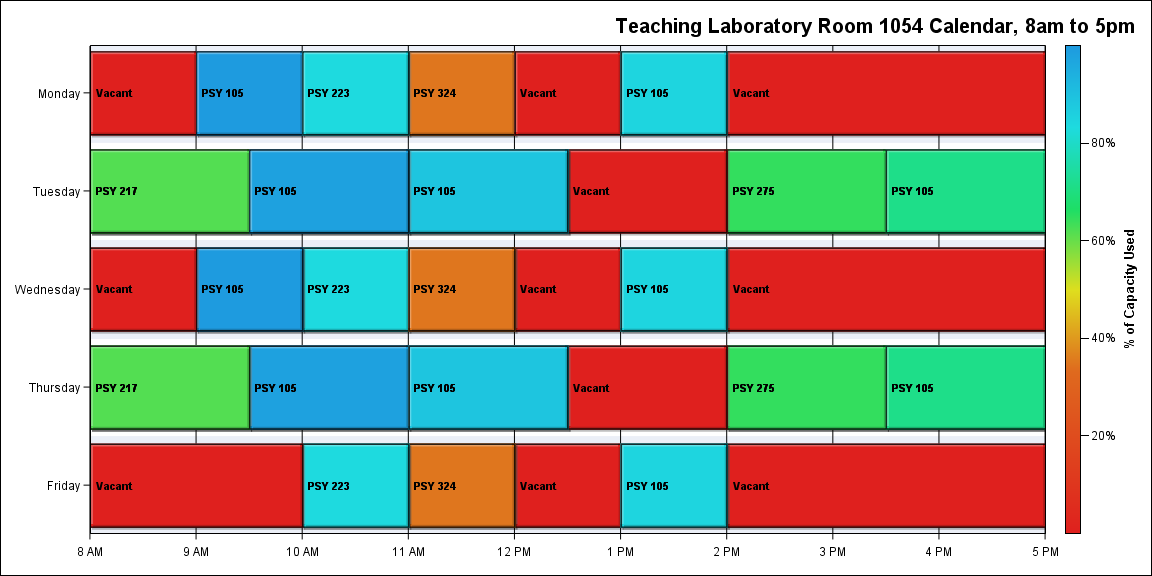 Teaching Laboratory Room 1054 Calendar, 8am to 5pm
Monday
Vacant
PSY 105
PSY 223
PSY 324
Vacant
PSY 105
Vacant
Tuesday
PSY 217
PSY 105
PSY 105
Vacant
PSY 275
PSY 105
Wednesday
Vacant
PSY 105
PSY 223
PSY 324
Vacant
PSY 105
Vacant
Thursday
PSY 217
PSY 105
PSY 105
Vacant
PSY 275
PSY 105
Friday
Vacant
PSY 223
PSY 324
Vacant
PSY 105
Vacant
8 AM
9 AM
10 AM
11 AM
12 PM
1 PM
2 PM
3 PM
4 PM
5 PM
80%
60%
40%
20%
% of Capacity Used